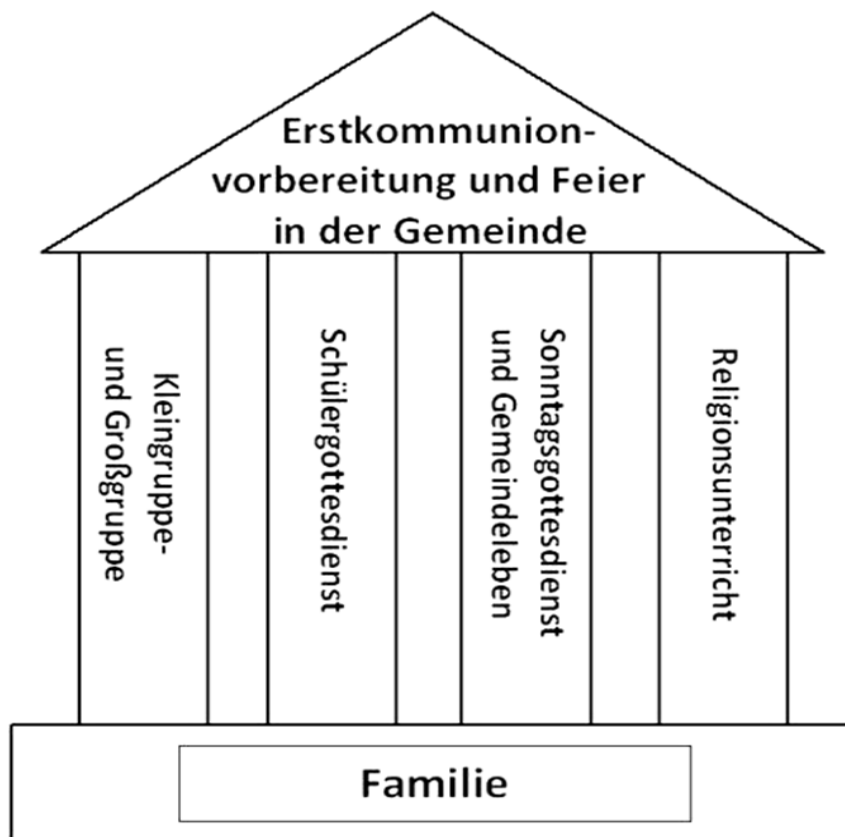 Erstkommunion-
vorbereitung und Feier
in der Gemeinde
Kleingruppe-
und Großgruppe
Schülergottesdienst
Sonntagsgottesdienst
und Gemeindeleben
Religionsunterricht
Familie